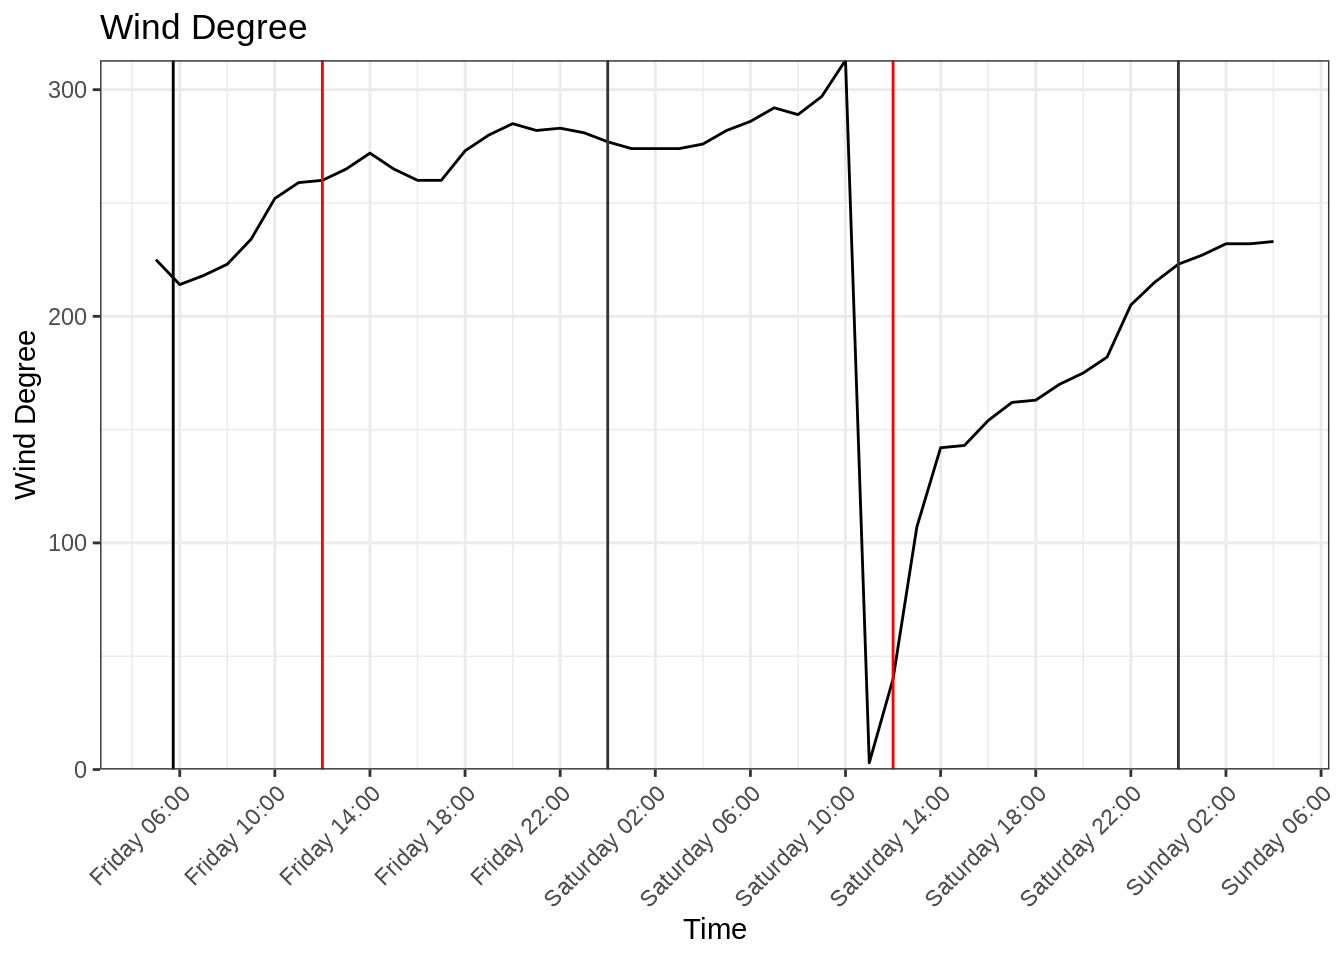 Wind Degree
Wind Degree
300
200
100
0
Friday 06:00
Friday 10:00
Friday 14:00
Friday 18:00
Friday 22:00
Saturday 02:00
Saturday 06:00
Saturday 10:00
Saturday 14:00
Saturday 18:00
Saturday 22:00
Sunday 02:00
Sunday 06:00
Time